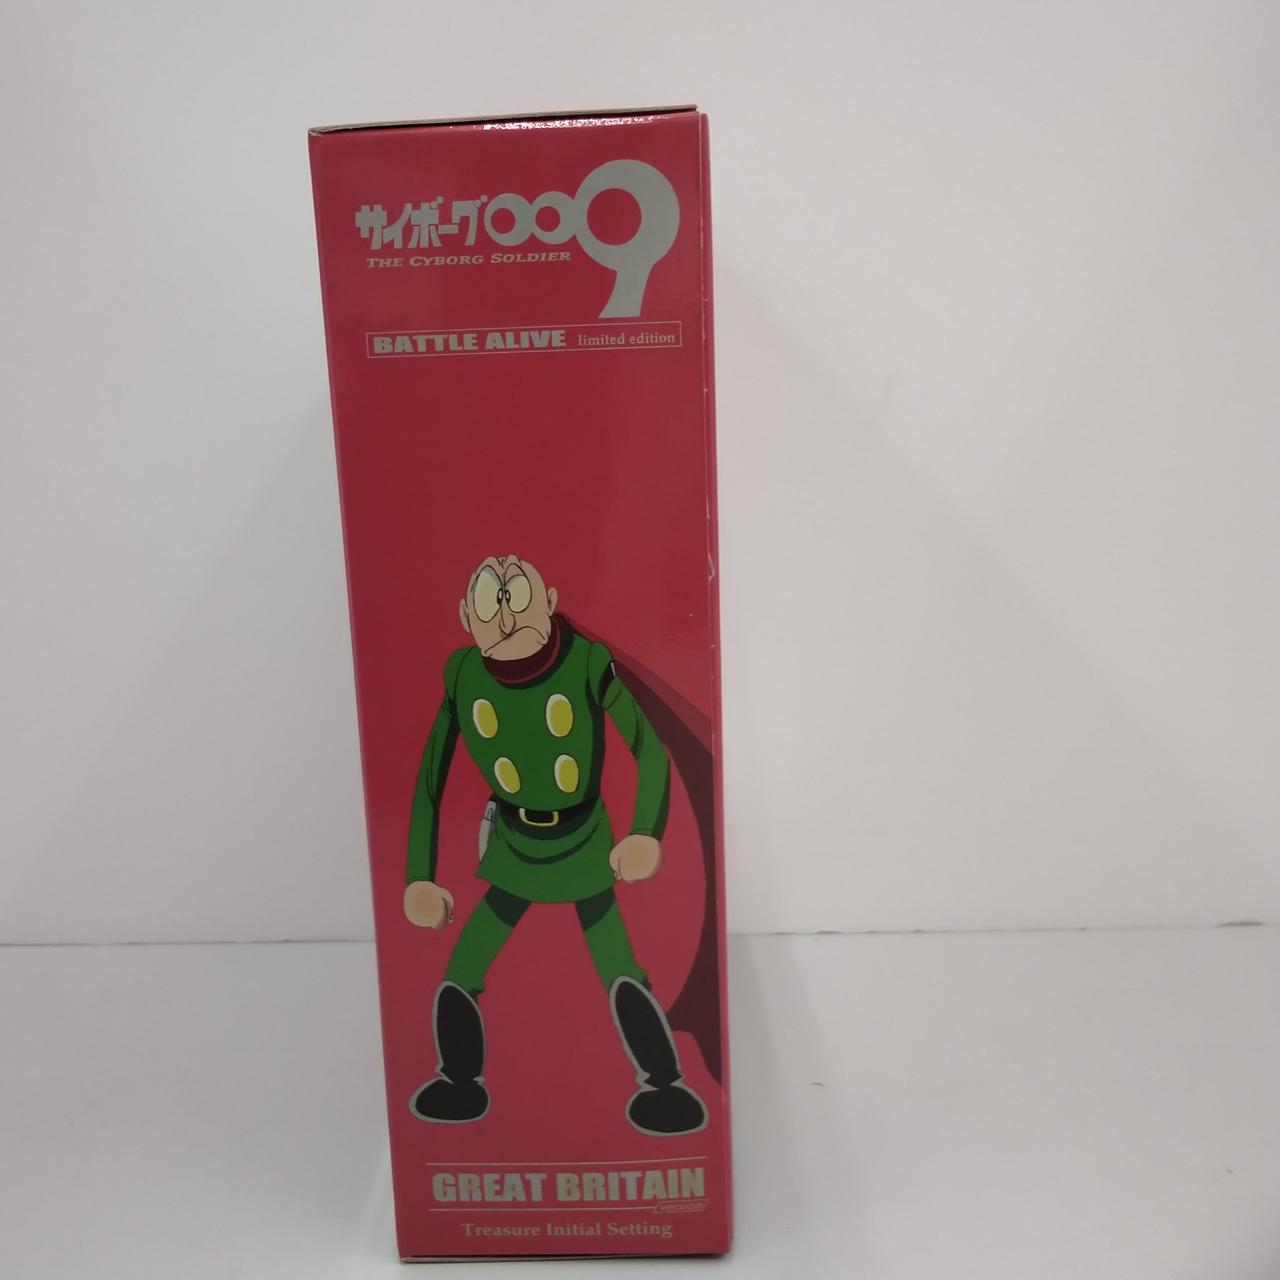 サイボーグ009
THE CYBORG SOLDIER
BATTLE ALIVE limited edition
GREAT BRITAIN
version
Treasure Initial Setting